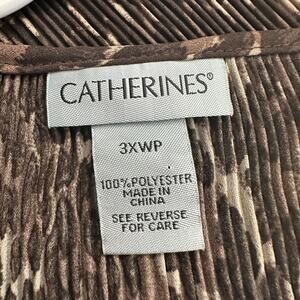 CATHERINES®
3XWP
100% POLYESTER
MADE IN
CHINA
SEE REVERSE
FOR CARE